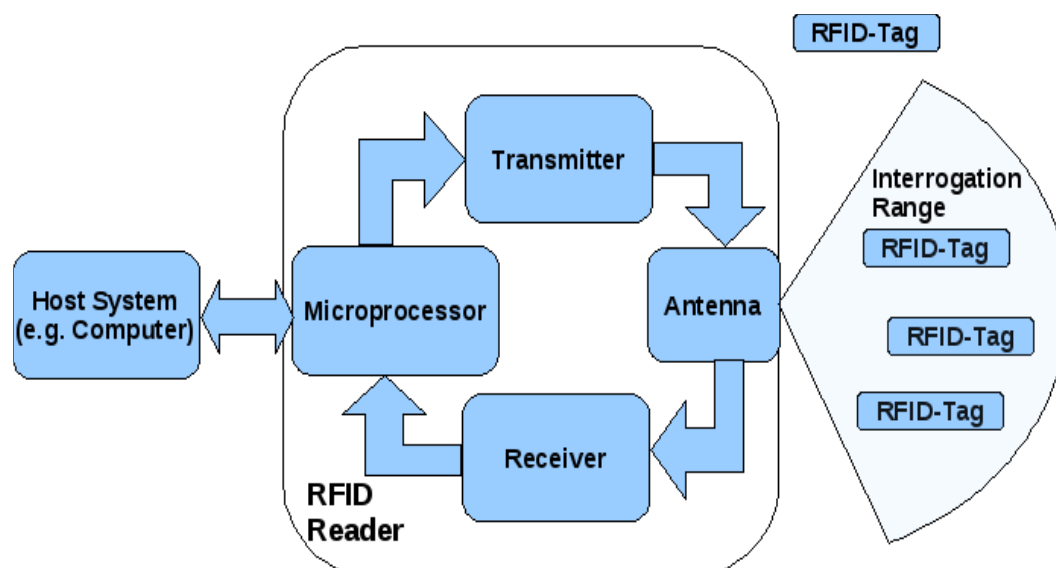 RFID-Tag
Transmitter
Interrogation
Range
RFID-Tag
Host System
(e.g. Computer)
Microprocessor
Antenna
RFID-Tag
RFID-Tag
Receiver
RFID
Reader